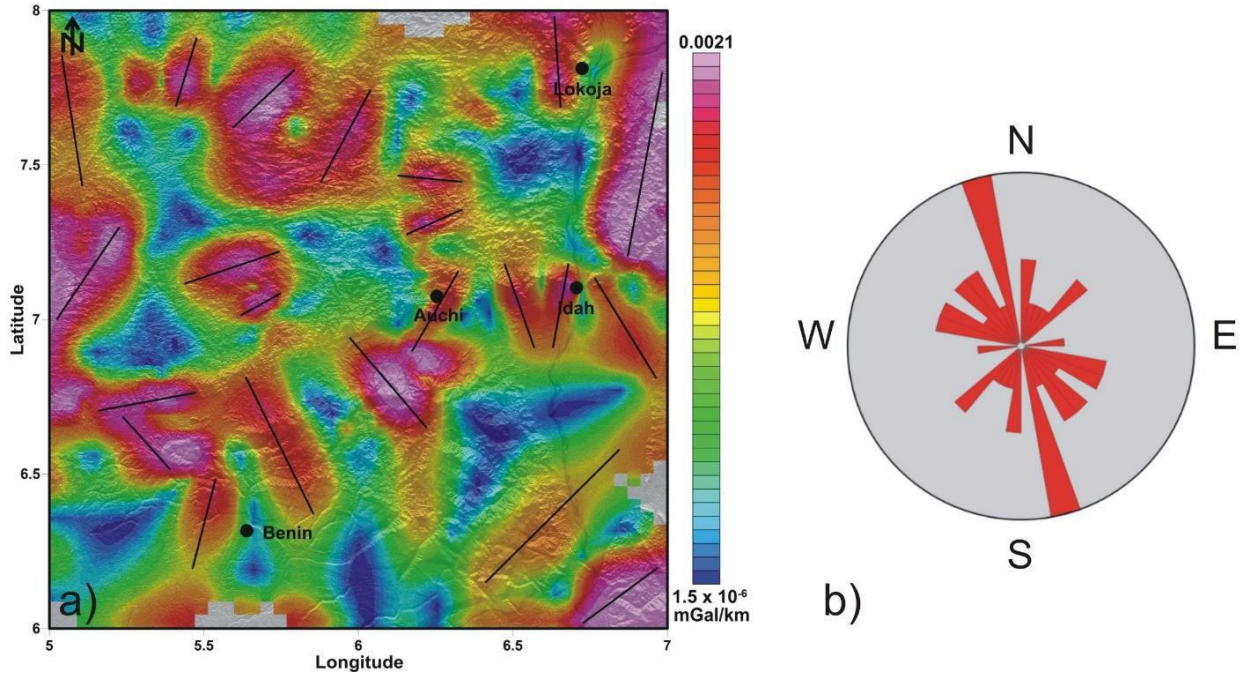 8
N
0.0021
Lokoja
7.5
N
Latitude
7
Auchi
Idah
W
E
6.5
Benin
S
a)
1.5 x 10⁻⁶
mGal/km
b)
6
5
5.5
6
6.5
7
Longitude